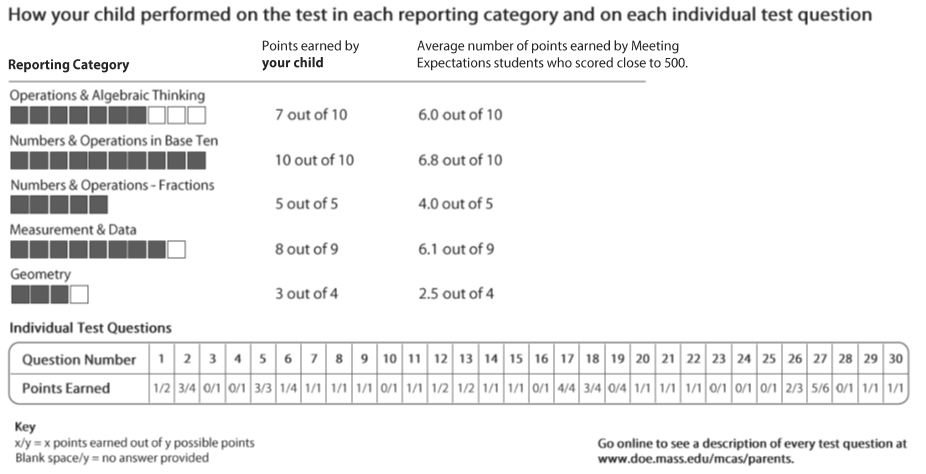 How your child performed on the test in each reporting category and on each individual test question
Reporting Category
Points earned by
your child
Average number of points earned by Meeting
Expectations students who scored close to 500.
Operations & Algebraic Thinking
7 out of 10
6.0 out of 10
Numbers & Operations in Base Ten
10 out of 10
6.8 out of 10
Numbers & Operations - Fractions
5 out of 5
4.0 out of 5
Measurement & Data
8 out of 9
6.1 out of 9
Geometry
3 out of 4
2.5 out of 4
Individual Test Questions
Question Number 1 2 3 4 5 6 7 8 9 10 11 12 13 14 15 16 17 18 19 20 21 22 23 24 25 26 27 28 29 30
Points Earned 1/2 3/4 0/1 0/1 3/3 1/4 1/1 1/1 1/1 0/1 1/1 1/2 1/2 1/1 1/1 0/1 4/4 3/4 0/4 1/1 1/1 1/1 0/1 0/1 0/1 2/3 5/6 0/1 1/1 1/1
Key
x/y = x points earned out of y possible points
Blank space/y = no answer provided
Go online to see a description of every test question at
www.doe.mass.edu/mcas/parents.